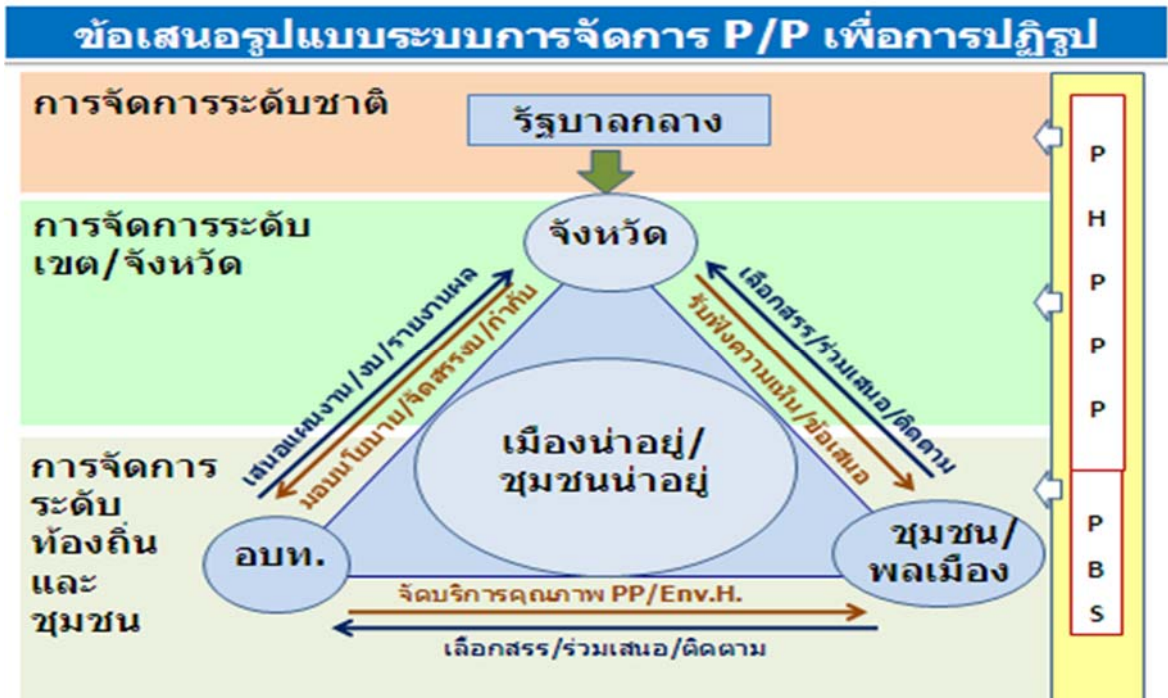 ข้อเสนอรูปแบบระบบการจัดการ P/P เพื่อการปฏิรูป
การจัดการระดับชาติ
รัฐบาลกลาง
การจัดการระดับ
เขต/จังหวัด
จังหวัด
เสนอแผนงาน/งบ/รายงานผล
มอบนโยบาย/จัดสรรงบ/กำกับ
เลือกสรร/ร่วมเสนอ/ติดตาม
รับฟังความเห็น/ข้อเสนอ
เมืองน่าอยู่/
ชุมชนน่าอยู่
การจัดการ
ระดับ
ท้องถิ่น
และ
ชุมชน
อบท.
ชุมชน/
พลเมือง
จัดบริการคุณภาพ PP/Env.H.
เลือกสรร/ร่วมเสนอ/ติดตาม
P
H
P
P
P
P
B
S